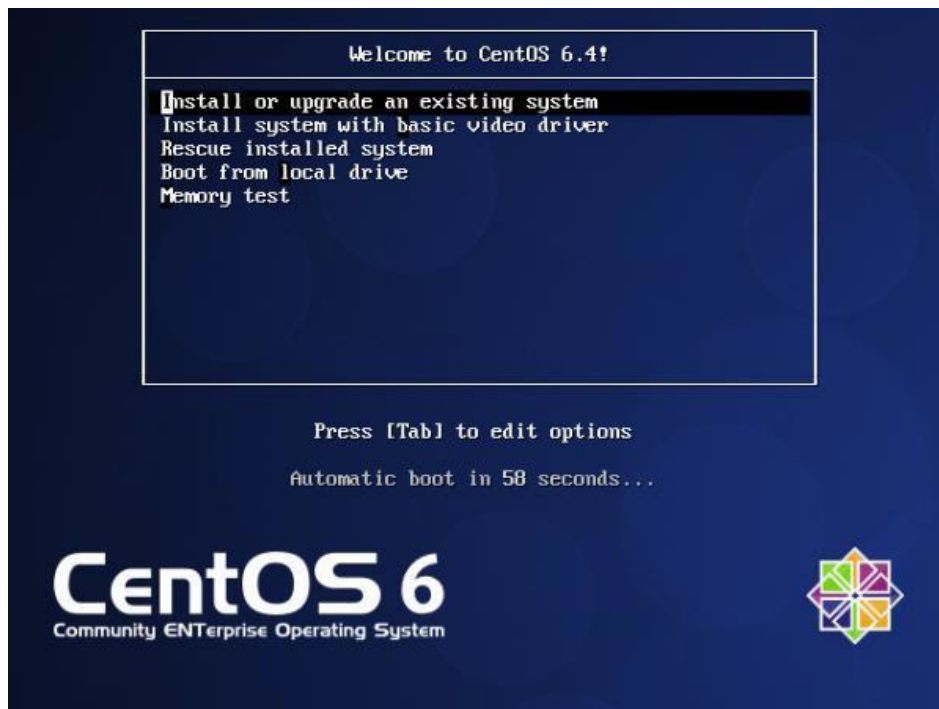 Welcome to CentOS 6.4!
Install or upgrade an existing system
Install system with basic video driver
Rescue installed system
Boot from local drive
Memory test
Press [Tab] to edit options
Automatic boot in 58 seconds...
CentOS 6
Community ENTerprise Operating System